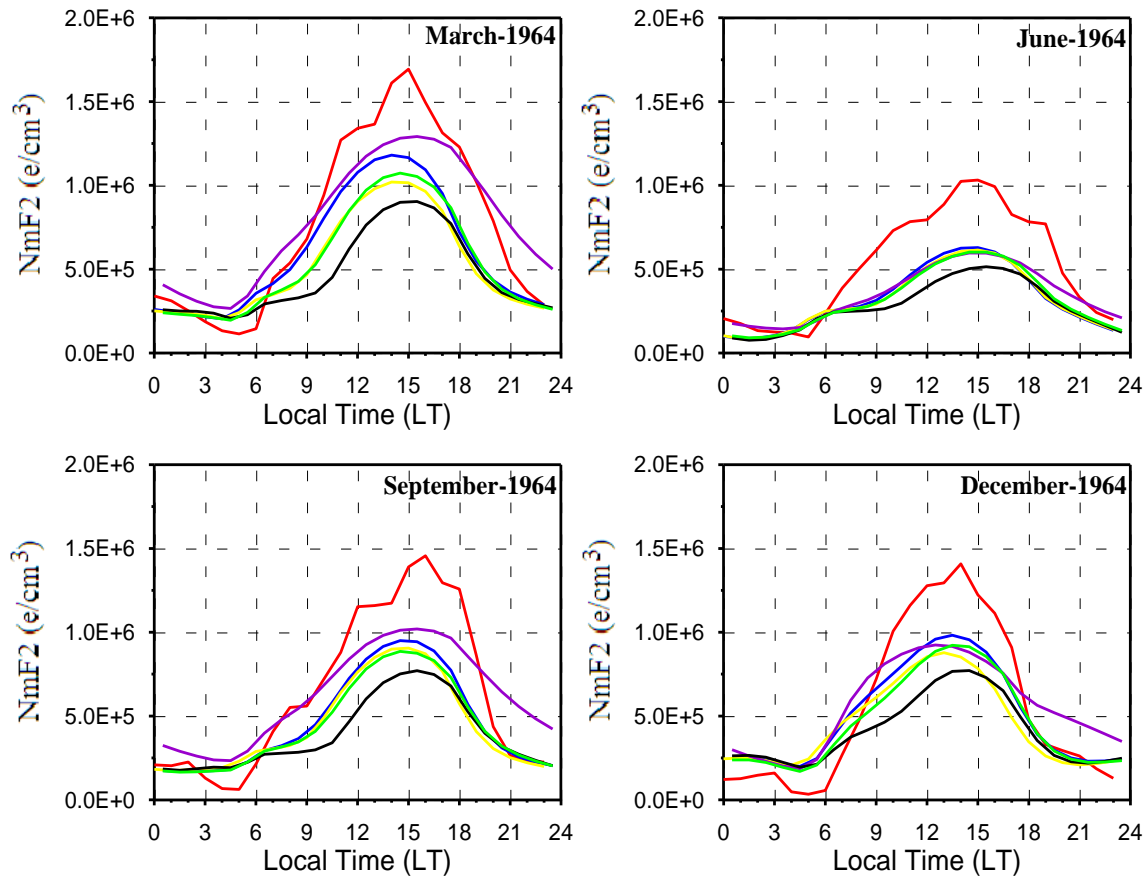 2.0E+6
March-1964
1.5E+6
1.0E+6
5.0E+5
0.0E+0
NmF2 (e/cm³)
0 3 6 9 12 15 18 21 24
Local Time (LT)
2.0E+6
June-1964
1.5E+6
1.0E+6
5.0E+5
0.0E+0
NmF2 (e/cm³)
0 3 6 9 12 15 18 21 24
Local Time (LT)
2.0E+6
September-1964
1.5E+6
1.0E+6
5.0E+5
0.0E+0
NmF2 (e/cm³)
0 3 6 9 12 15 18 21 24
Local Time (LT)
2.0E+6
December-1964
1.5E+6
1.0E+6
5.0E+5
0.0E+0
NmF2 (e/cm³)
0 3 6 9 12 15 18 21 24
Local Time (LT)